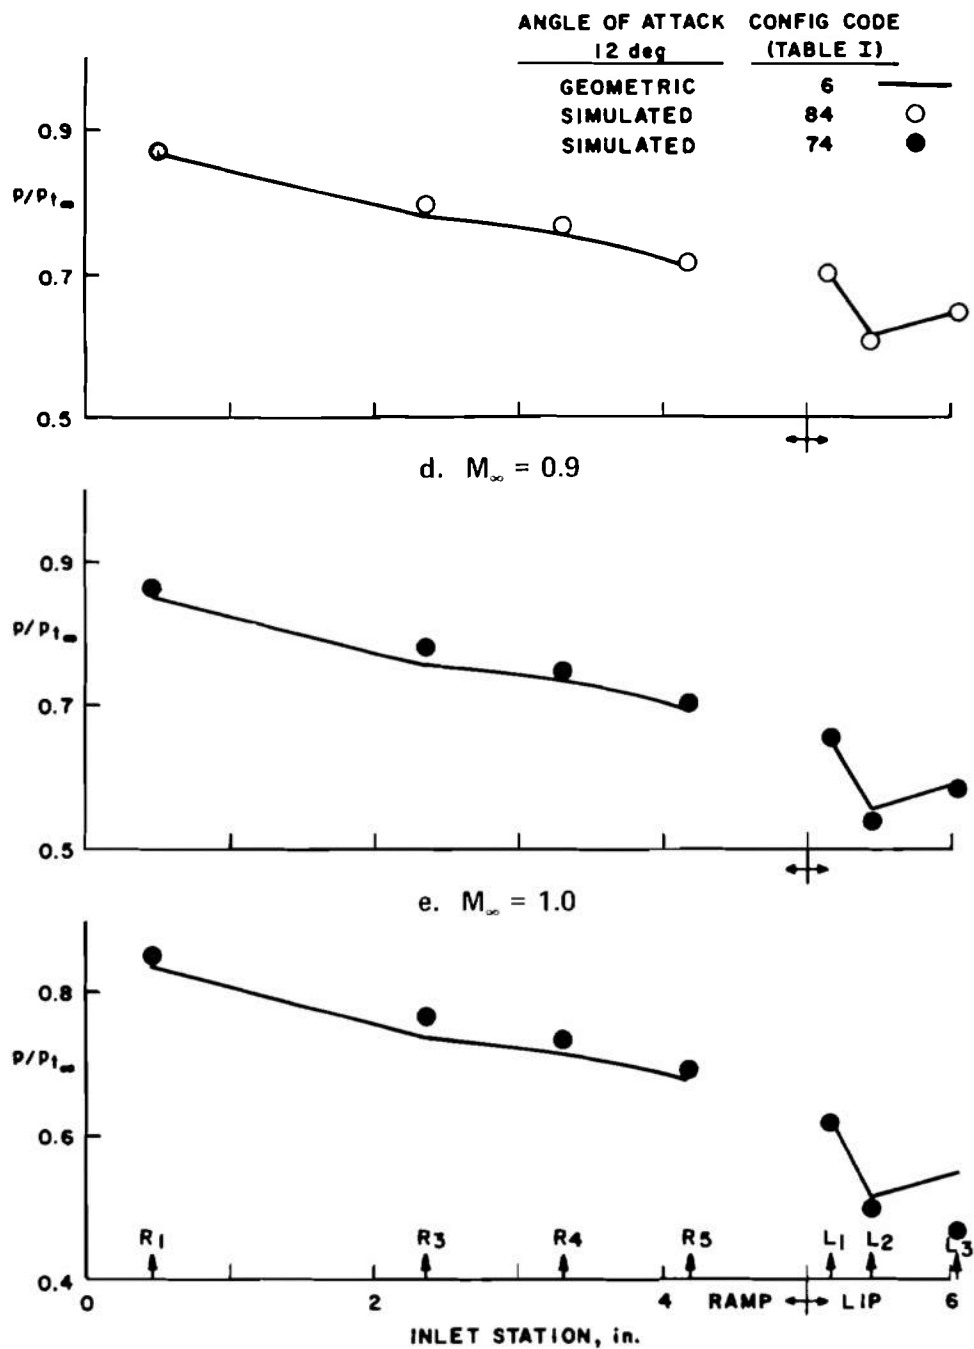 ANGLE OF ATTACK CONFIG CODE
12 deg (TABLE I)
GEOMETRIC 6
SIMULATED 84
SIMULATED 74
0.9
p/pt∞
0.7
0.5
d. M∞ = 0.9
0.9
p/pt∞
0.7
0.5
e. M∞ = 1.0
0.8
p/pt∞
0.6
R1 R3 R4 R5 L1 L2 L3
0.4
0 2 4 RAMP LIP 6
INLET STATION, in.